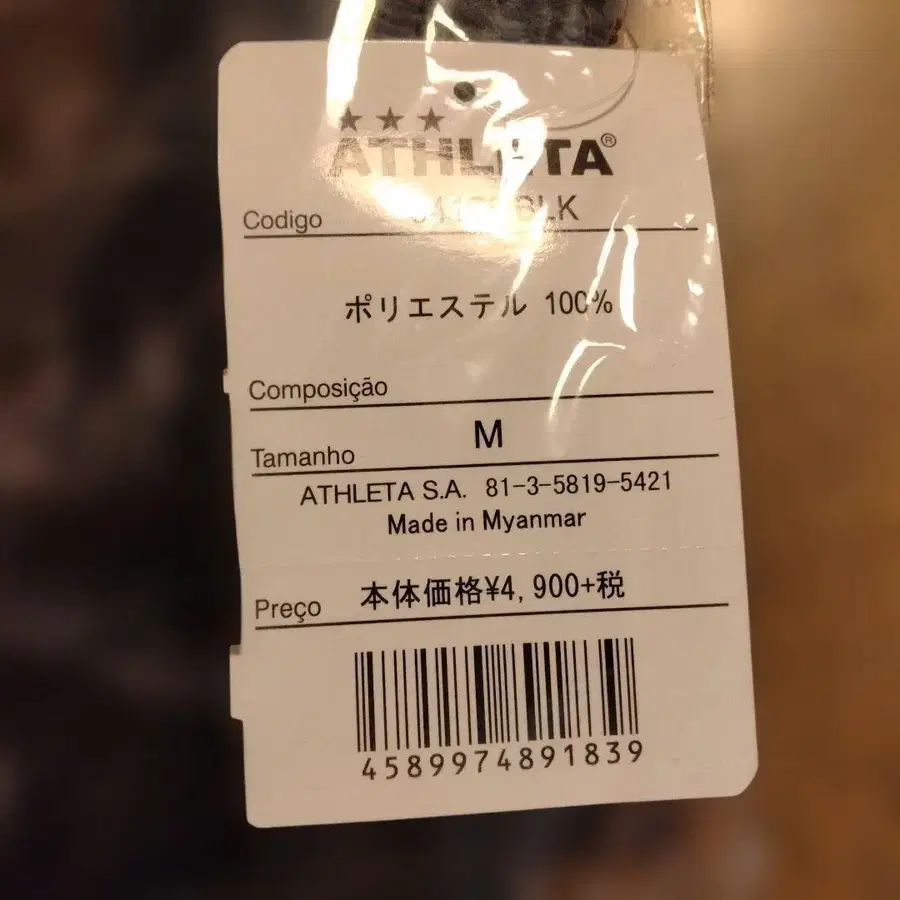 ★★★
ATHLETA®
Codigo BLK
ポリエステル 100%
Composição
Tamanho M
ATHLETA S.A. 81-3-5819-5421
Made in Myanmar
Preço 本体価格¥4,900+税
4589974891839